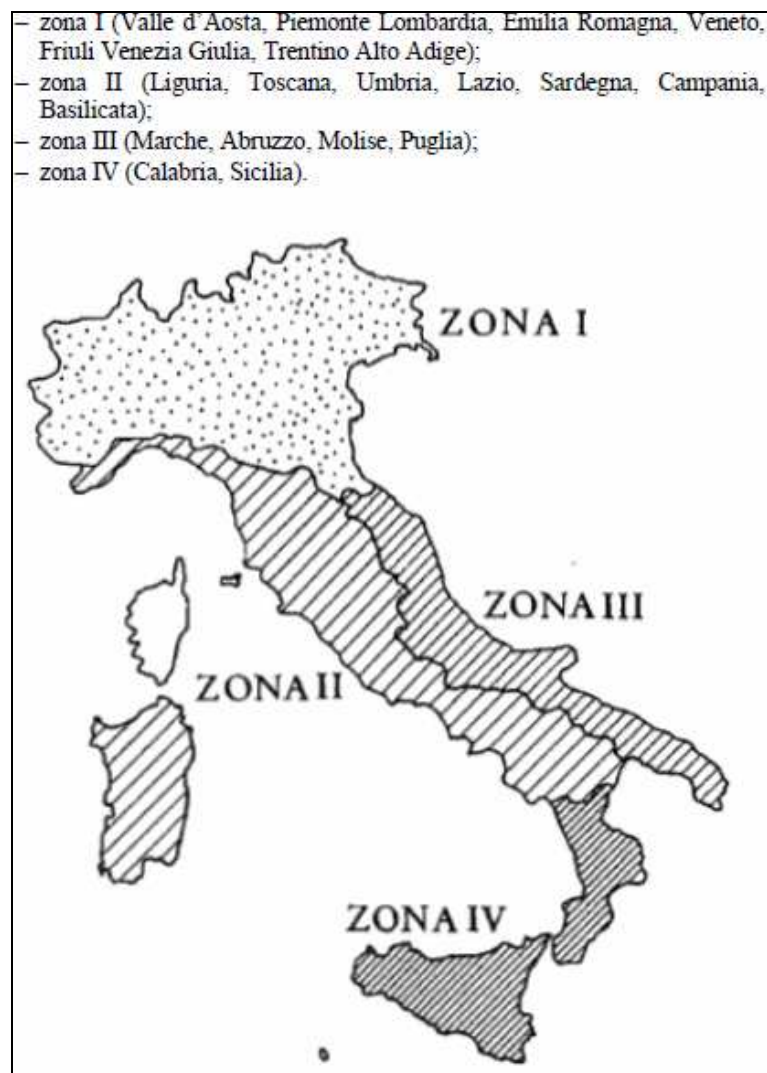 – zona I (Valle d’Aosta, Piemonte Lombardia, Emilia Romagna, Veneto,
Friuli Venezia Giulia, Trentino Alto Adige);
– zona II (Liguria, Toscana, Umbria, Lazio, Sardegna, Campania,
Basilicata);
– zona III (Marche, Abruzzo, Molise, Puglia);
– zona IV (Calabria, Sicilia).
ZONA I
ZONA III
ZONA II
ZONA IV